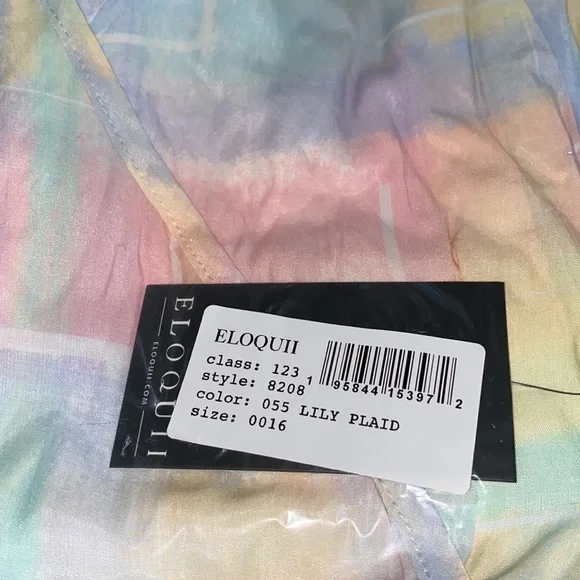 ELOQUII
ELOQUII.COM
ELOQUII
class: 123
style: 8208
color: 055 LILY PLAID
size: 0016
1 95844 15397 2